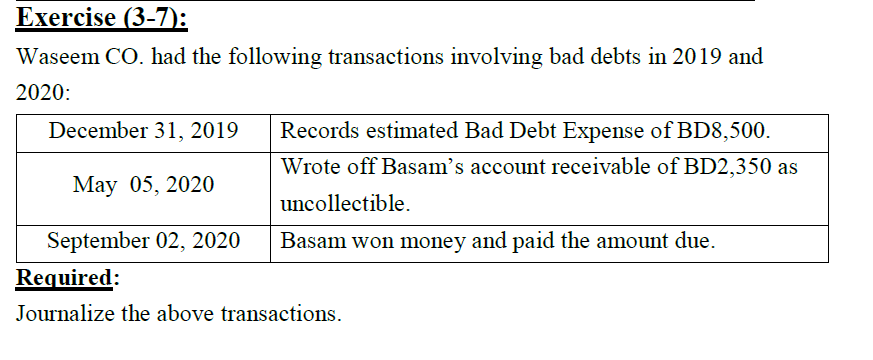 Exercise (3-7):
Waseem CO. had the following transactions involving bad debts in 2019 and
2020:
December 31, 2019 Records estimated Bad Debt Expense of BD8,500.
May 05, 2020 Wrote off Basam's account receivable of BD2,350 as
uncollectible.
September 02, 2020 Basam won money and paid the amount due.
Required:
Journalize the above transactions.